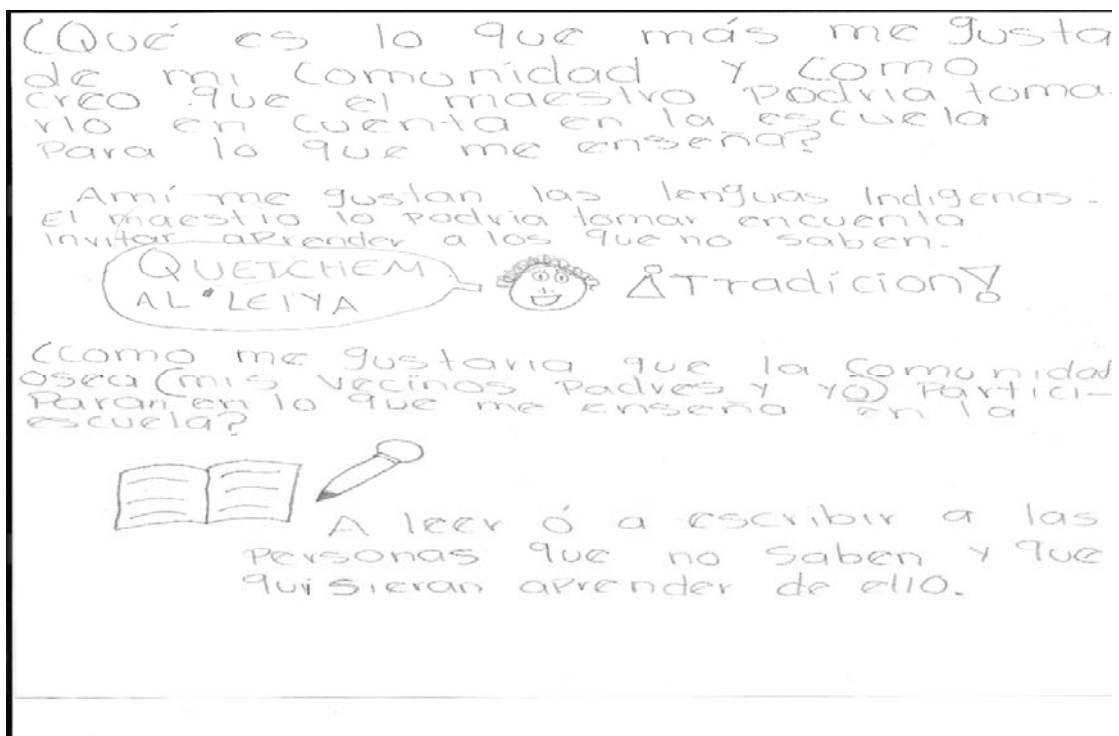 ¿Qué es lo que más me gusta
de mi comunidad y como
creo que el maestro podria toma-
rlo en cuenta en la escuela
para lo que me enseña?
Amí me gustan las lenguas Indigenas.
El maestro lo podria tomar encuenta
invitar aprender a los que no saben.
QUETCHEM
AL LEIYA
¡Tradícion!
¿como me gustaria que la comunidad
osea (mis vecinos padres y yo) partici-
paran en lo que me enseña en la
escuela?
A leer ó a escribir a las
personas que no saben y que
quisieran aprender de ello.